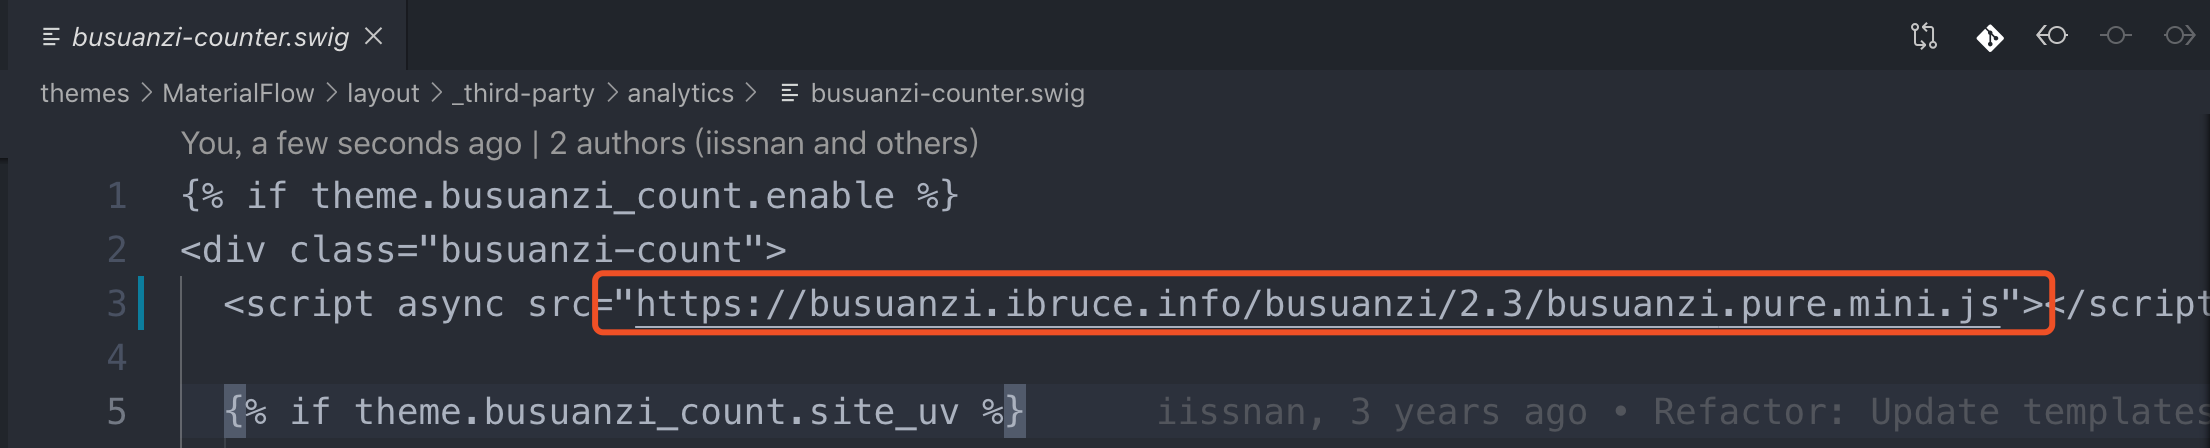 busuanzi-counter.swig
themes > MaterialFlow > layout > _third-party > analytics > busuanzi-counter.swig
You, a few seconds ago | 2 authors (iissnan and others)
1 {% if theme.busuanzi_count.enable %}
2 <div class="busuanzi-count">
3 <script async src="https://busuanzi.ibruce.info/busuanzi/2.3/busuanzi.pure.mini.js"></script
4
5 {% if theme.busuanzi_count.site_uv %} iissnan, 3 years ago • Refactor: Update templates